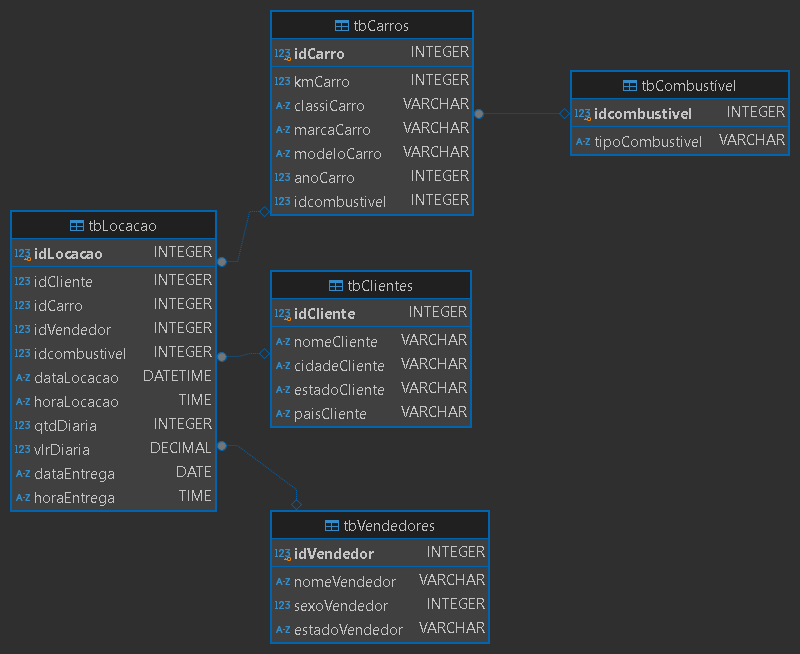 tbCarros
123 idCarro INTEGER
123 kmCarro INTEGER
A-Z classiCarro VARCHAR
A-Z marcaCarro VARCHAR
A-Z modeloCarro VARCHAR
123 anoCarro INTEGER
123 idcombustivel INTEGER
tbCombustível
123 idcombustivel INTEGER
A-Z tipoCombustivel VARCHAR
tbLocacao
123 idLocacao INTEGER
123 idCliente INTEGER
123 idCarro INTEGER
123 idVendedor INTEGER
123 idcombustivel INTEGER
A-Z dataLocacao DATETIME
A-Z horaLocacao TIME
123 qtdDiaria INTEGER
123 vlrDiaria DECIMAL
A-Z dataEntrega DATE
A-Z horaEntrega TIME
tbClientes
123 idCliente INTEGER
A-Z nomeCliente VARCHAR
A-Z cidadeCliente VARCHAR
A-Z estadoCliente VARCHAR
A-Z paisCliente VARCHAR
tbVendedores
123 idVendedor INTEGER
A-Z nomeVendedor VARCHAR
123 sexoVendedor INTEGER
A-Z estadoVendedor VARCHAR